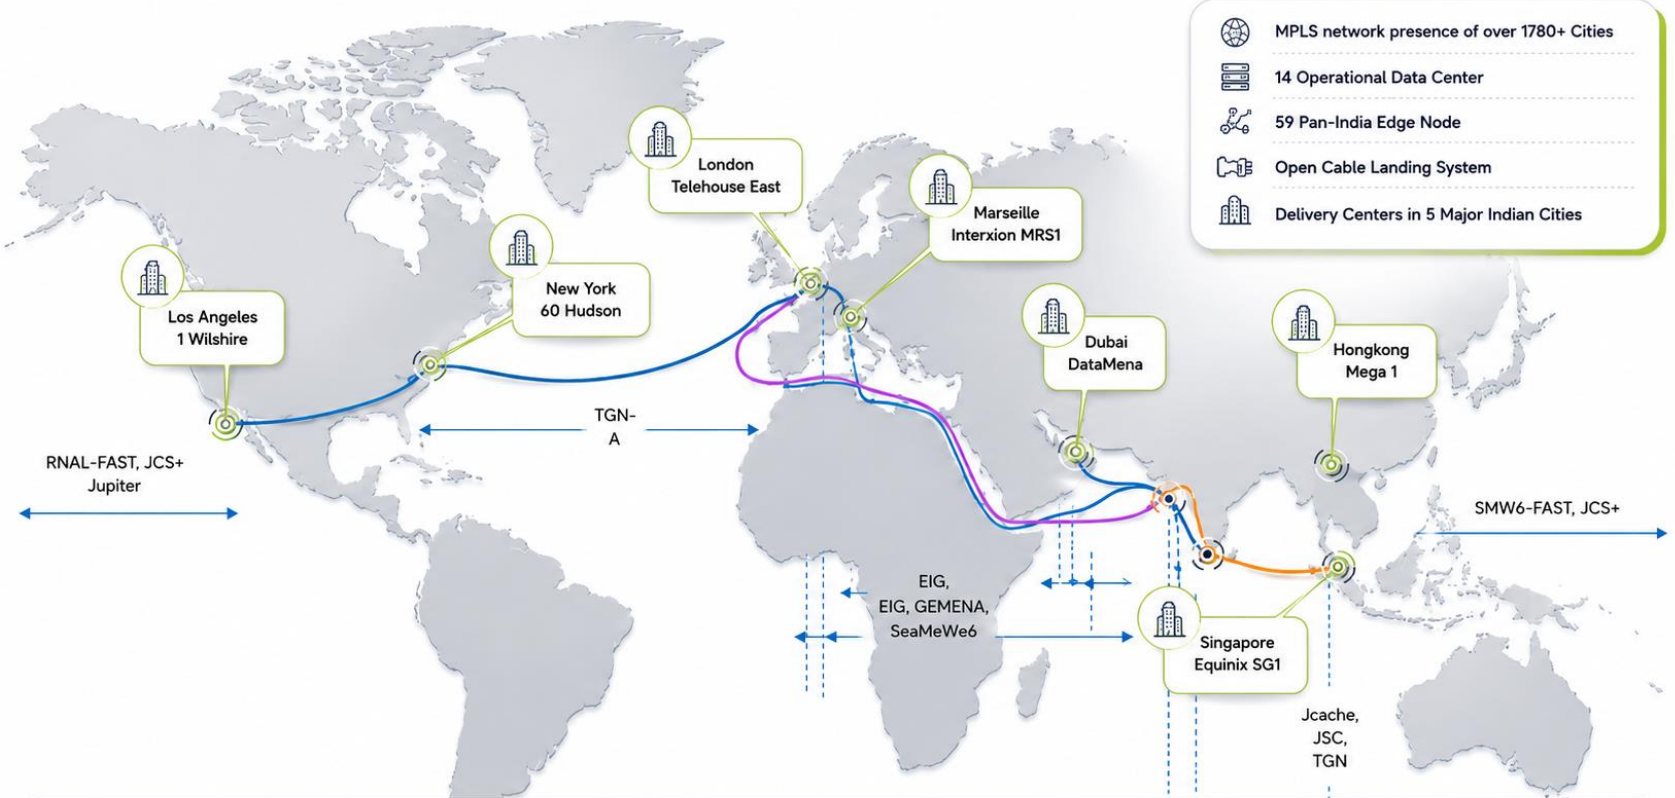 MPLS network presence of over 1780+ Cities
14 Operational Data Center
59 Pan-India Edge Node
Open Cable Landing System
Delivery Centers in 5 Major Indian Cities
London
Telehouse East
Marseille
Interxion MRS1
New York
60 Hudson
Los Angeles
1 Wilshire
Dubai
DataMena
Hongkong
Mega 1
TGN-
A
RNAL-FAST, JCS+
Jupiter
SMW6-FAST, JCS+
EIG,
EIG, GEMENA,
SeaMeWe6
Singapore
Equinix SG1
Jcache,
JSC,
TGN